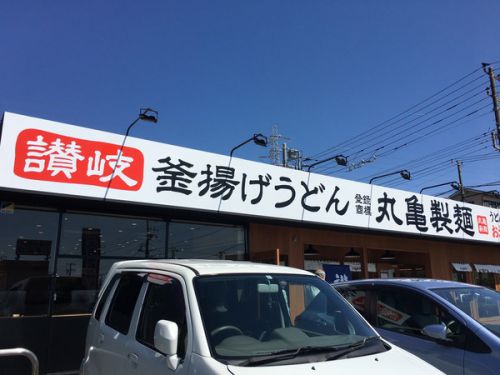 讃岐 釜揚げうどん 登録商標 丸亀製麺